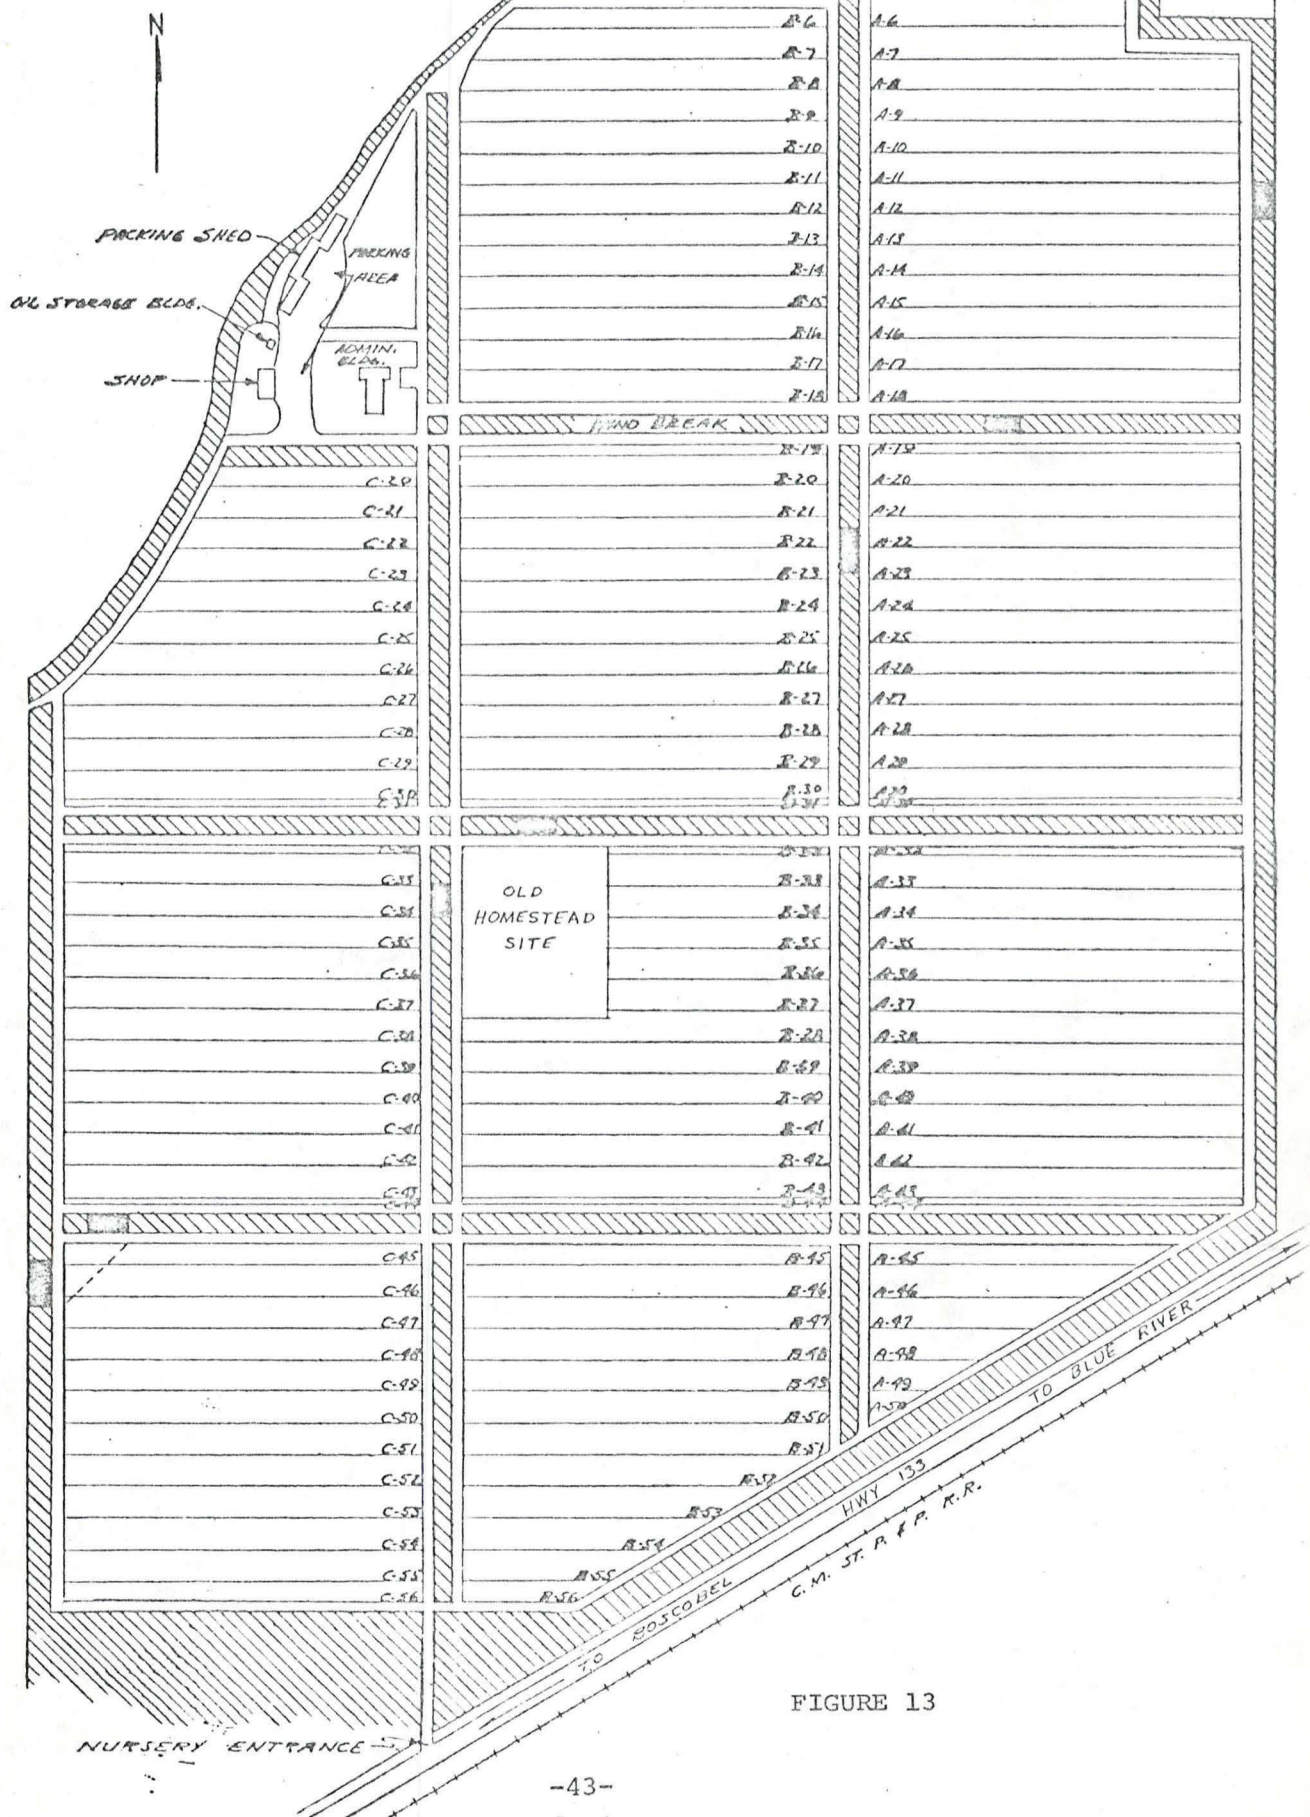 N
PACKING SHED
OIL STORAGE BLDG.
SHOP
PARKING
AREA
ADMIN.
BLDG.
B-6 A-6
B-7 A-7
B-8 A-8
B-9 A-9
B-10 A-10
B-11 A-11
B-12 A-12
B-13 A-13
B-14 A-14
B-15 A-15
B-16 A-16
B-17 A-17
B-18 A-18
WIND BREAK
B-19 A-19
C-20 B-20 A-20
C-21 B-21 A-21
C-22 B-22 A-22
C-23 B-23 A-23
C-24 B-24 A-24
C-25 B-25 A-25
C-26 B-26 A-26
C-27 B-27 A-27
C-28 B-28 A-28
C-29 B-29 A-29
B-30
C-33 B-33 A-33
C-34 B-34 A-34
C-35 B-35 A-35
C-36 B-36 A-36
C-37 B-37 A-37
C-38 B-38 A-38
C-39 B-39 A-39
C-40 B-40 A-40
C-41 B-41 A-41
C-42 B-42 A-42
C-43 B-43 A-43
OLD
HOMESTEAD
SITE
C-45 B-45 A-45
C-46 B-46 A-46
C-47 B-47 A-47
C-48 B-48 A-48
C-49 B-49 A-49
C-50 B-50 A-50
C-51 B-51
C-52 B-52
C-53 B-53
C-54 B-54
C-55 B-55
C-56 B-56
TO BOSCOBEL HWY 133 TO BLUE RIVER
C.M. ST. P. & P. R.R.
NURSERY ENTRANCE
FIGURE 13
-43-